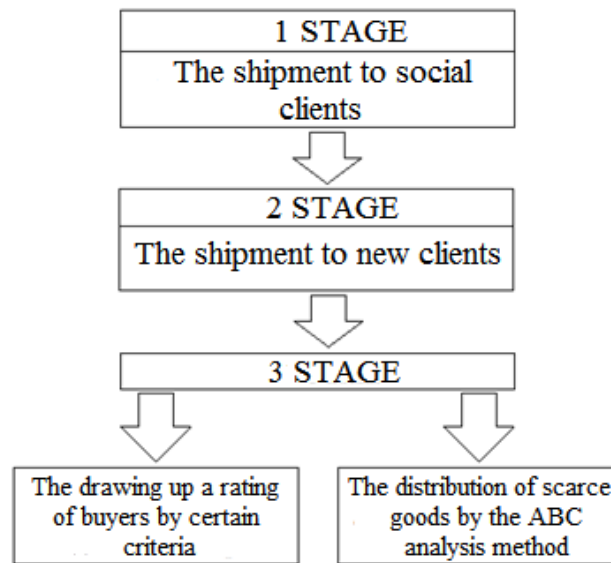 1 STAGE
The shipment to social
clients
2 STAGE
The shipment to new clients
3 STAGE
The drawing up a rating
of buyers by certain
criteria
The distribution of scarce
goods by the ABC
analysis method